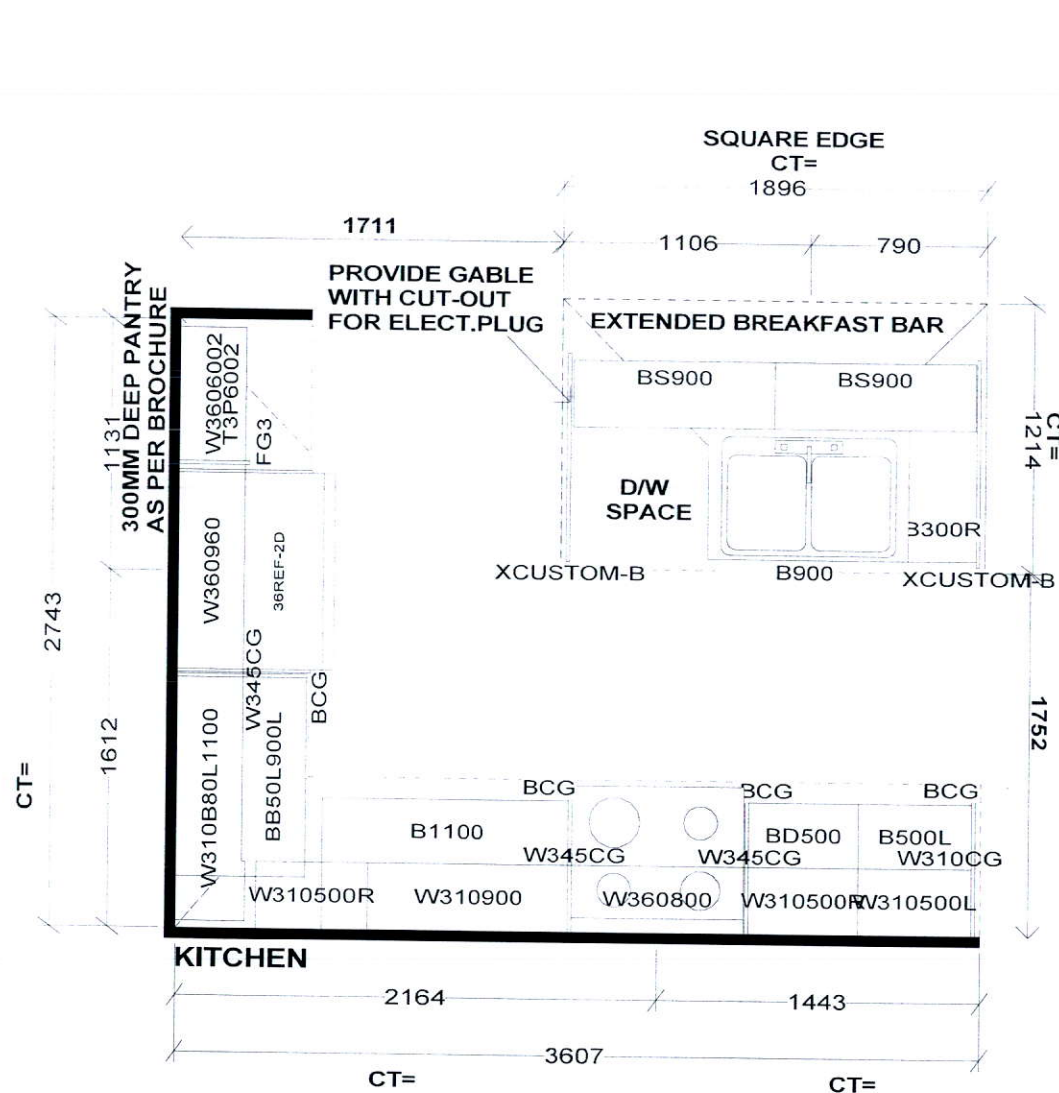 SQUARE EDGE
CT=
1896
1711
1106
790
PROVIDE GABLE
WITH CUT-OUT
FOR ELECT.PLUG
EXTENDED BREAKFAST BAR
300MM DEEP PANTRY
AS PER BROCHURE
1131
W3606002
T3P6002
FG3
BS900
BS900
CT=
1214
D/W
SPACE
B300R
XCUSTOM-B
B900
XCUSTOM-B
W360960
36REF-2D
2743
W345CG
BCG
1612
W310B80L1100
BB50L900L
1752
CT=
BCG
BCG
BCG
B1100
BD500
B500L
W345CG
W345CG
W310CG
W310500R
W310900
W360800
W310500R
W310500L
KITCHEN
2164
1443
3607
CT=
CT=